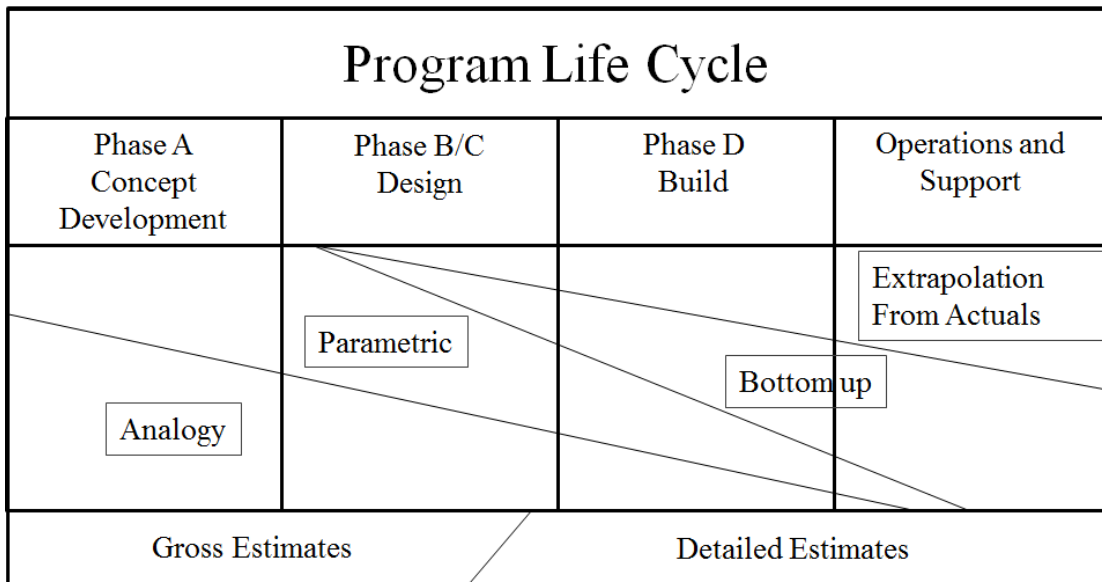 Program Life Cycle
Phase A
Concept
Development
Phase B/C
Design
Phase D
Build
Operations and
Support
Extrapolation
From Actuals
Parametric
Bottom up
Analogy
Gross Estimates
Detailed Estimates